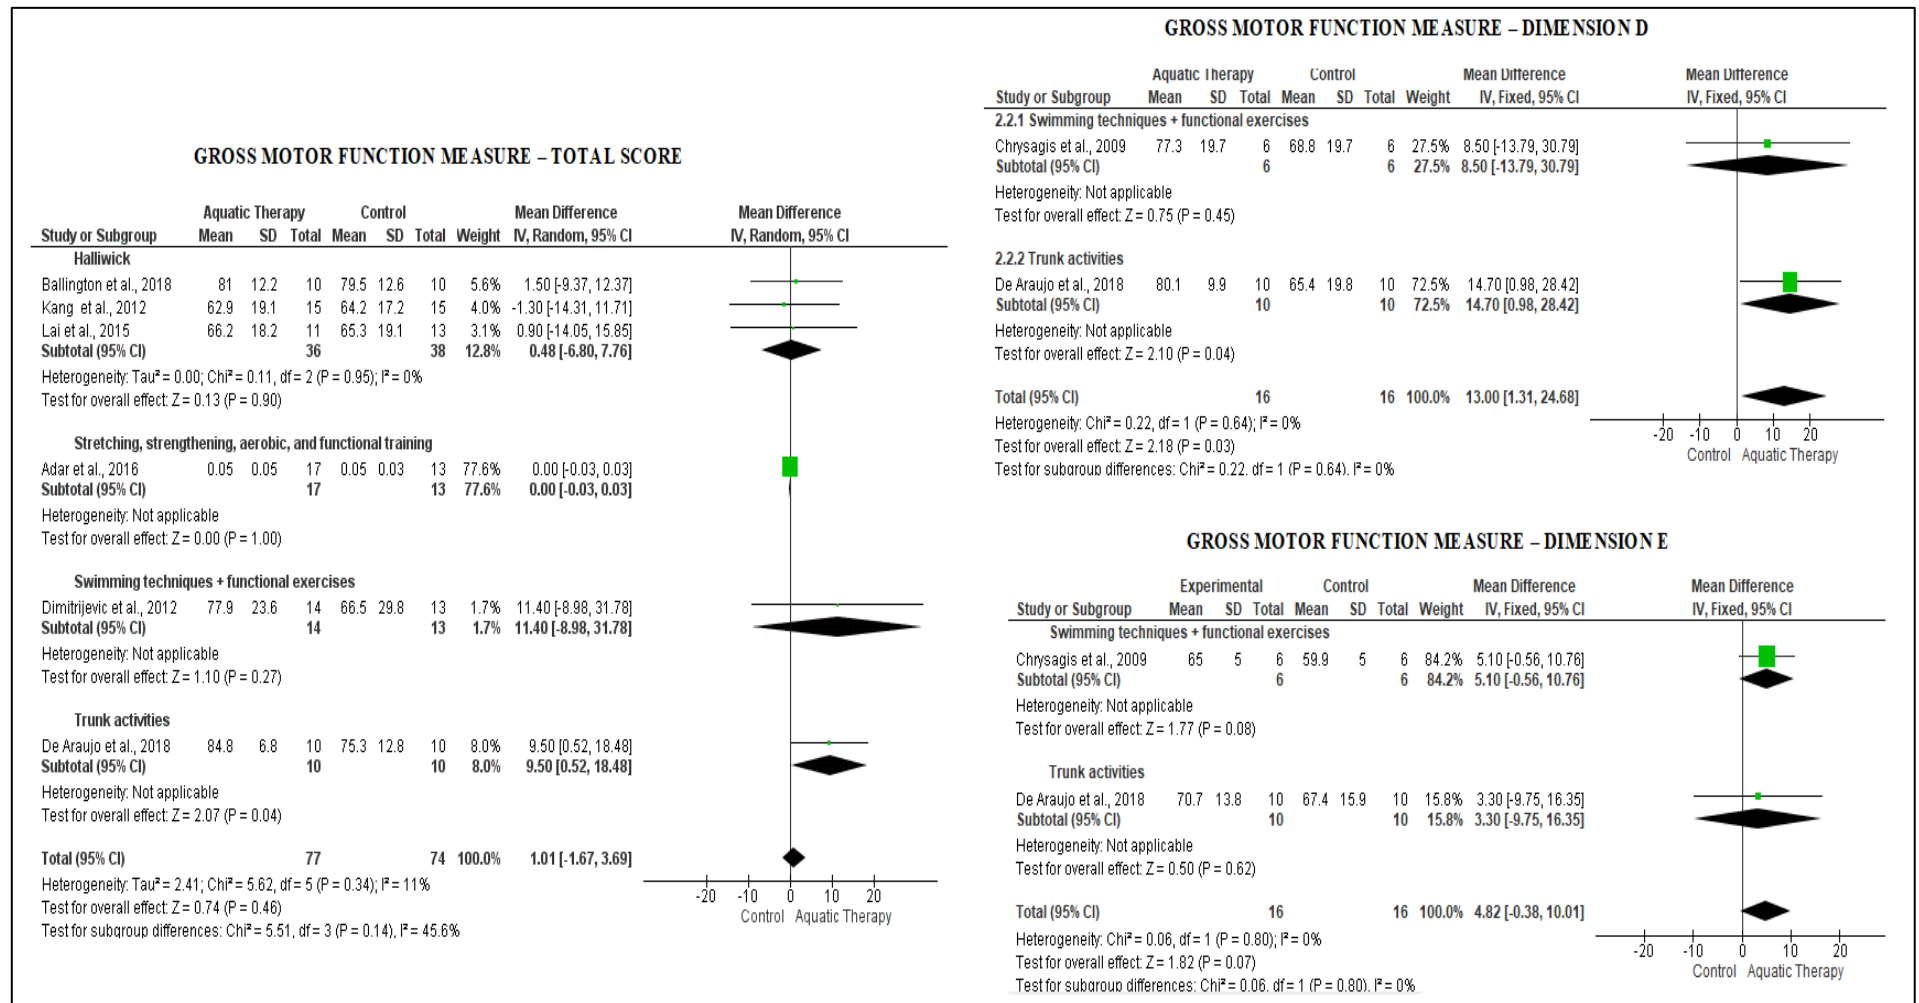 GROSS MOTOR FUNCTION MEASURE – TOTAL SCORE
Aquatic Therapy Control Mean Difference Mean Difference
Study or Subgroup Mean SD Total Mean SD Total Weight IV, Random, 95% CI IV, Random, 95% CI
Halliwick
Ballington et al., 2018 81 12.2 10 79.5 12.6 10 5.6% 1.50 [-9.37, 12.37]
Kang et al., 2012 62.9 19.1 15 64.2 17.2 15 4.0% -1.30 [-14.31, 11.71]
Lai et al., 2015 66.2 18.2 11 65.3 19.1 13 3.1% 0.90 [-14.05, 15.85]
Subtotal (95% CI) 36 38 12.8% 0.48 [-6.80, 7.76]
Heterogeneity: Tau² = 0.00; Chi² = 0.11, df = 2 (P = 0.95); I² = 0%
Test for overall effect: Z = 0.13 (P = 0.90)
Stretching, strengthening, aerobic, and functional training
Adar et al., 2016 0.05 0.05 17 0.05 0.03 13 77.6% 0.00 [-0.03, 0.03]
Subtotal (95% CI) 17 13 77.6% 0.00 [-0.03, 0.03]
Heterogeneity: Not applicable
Test for overall effect: Z = 0.00 (P = 1.00)
Swimming techniques + functional exercises
Dimitrijevic et al., 2012 77.9 23.6 14 66.5 29.8 13 1.7% 11.40 [-8.98, 31.78]
Subtotal (95% CI) 14 13 1.7% 11.40 [-8.98, 31.78]
Heterogeneity: Not applicable
Test for overall effect: Z = 1.10 (P = 0.27)
Trunk activities
De Araujo et al., 2018 84.8 6.8 10 75.3 12.8 10 8.0% 9.50 [0.52, 18.48]
Subtotal (95% CI) 10 10 8.0% 9.50 [0.52, 18.48]
Heterogeneity: Not applicable
Test for overall effect: Z = 2.07 (P = 0.04)
Total (95% CI) 77 74 100.0% 1.01 [-1.67, 3.69]
Heterogeneity: Tau² = 2.41; Chi² = 5.62, df = 5 (P = 0.34); I² = 11%
Test for overall effect: Z = 0.74 (P = 0.46)
Test for subgroup differences: Chi² = 5.51, df = 3 (P = 0.14), I² = 45.6%
-20 -10 0 10 20
Control Aquatic Therapy
GROSS MOTOR FUNCTION MEASURE – DIMENSION D
Aquatic Therapy Control Mean Difference Mean Difference
Study or Subgroup Mean SD Total Mean SD Total Weight IV, Fixed, 95% CI IV, Fixed, 95% CI
2.2.1 Swimming techniques + functional exercises
Chrysagis et al., 2009 77.3 19.7 6 68.8 19.7 6 27.5% 8.50 [-13.79, 30.79]
Subtotal (95% CI) 6 6 27.5% 8.50 [-13.79, 30.79]
Heterogeneity: Not applicable
Test for overall effect: Z = 0.75 (P = 0.45)
2.2.2 Trunk activities
De Araujo et al., 2018 80.1 9.9 10 65.4 19.8 10 72.5% 14.70 [0.98, 28.42]
Subtotal (95% CI) 10 10 72.5% 14.70 [0.98, 28.42]
Heterogeneity: Not applicable
Test for overall effect: Z = 2.10 (P = 0.04)
Total (95% CI) 16 16 100.0% 13.00 [1.31, 24.68]
Heterogeneity: Chi² = 0.22, df = 1 (P = 0.64); I² = 0%
Test for overall effect: Z = 2.18 (P = 0.03)
Test for subgroup differences: Chi² = 0.22. df = 1 (P = 0.64). I² = 0%
-20 -10 0 10 20
Control Aquatic Therapy
GROSS MOTOR FUNCTION MEASURE – DIMENSION E
Experimental Control Mean Difference Mean Difference
Study or Subgroup Mean SD Total Mean SD Total Weight IV, Fixed, 95% CI IV, Fixed, 95% CI
Swimming techniques + functional exercises
Chrysagis et al., 2009 65 5 6 59.9 5 6 84.2% 5.10 [-0.56, 10.76]
Subtotal (95% CI) 6 6 84.2% 5.10 [-0.56, 10.76]
Heterogeneity: Not applicable
Test for overall effect: Z = 1.77 (P = 0.08)
Trunk activities
De Araujo et al., 2018 70.7 13.8 10 67.4 15.9 10 15.8% 3.30 [-9.75, 16.35]
Subtotal (95% CI) 10 10 15.8% 3.30 [-9.75, 16.35]
Heterogeneity: Not applicable
Test for overall effect: Z = 0.50 (P = 0.62)
Total (95% CI) 16 16 100.0% 4.82 [-0.38, 10.01]
Heterogeneity: Chi² = 0.06, df = 1 (P = 0.80); I² = 0%
Test for overall effect: Z = 1.82 (P = 0.07)
Test for subgroup differences: Chi² = 0.06. df = 1 (P = 0.80). I² = 0%
-20 -10 0 10 20
Control Aquatic Therapy